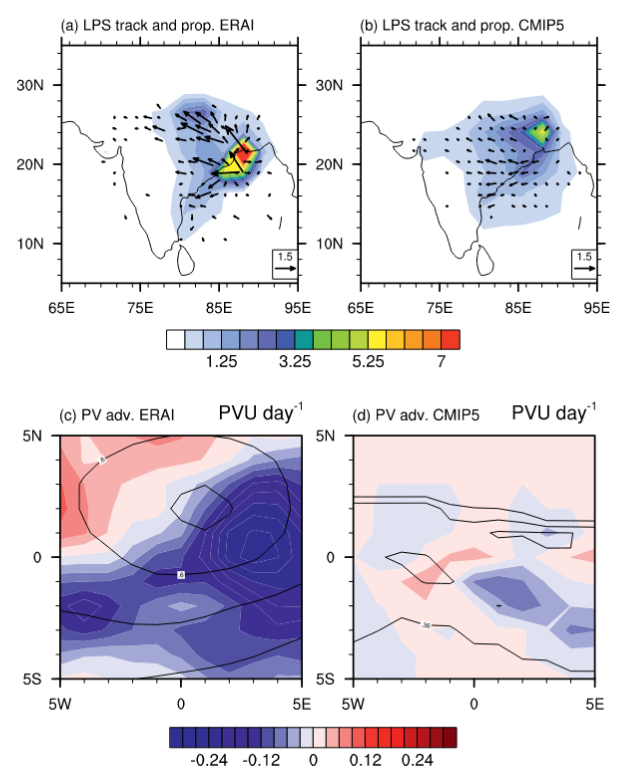 (a) LPS track and prop. ERAI
(b) LPS track and prop. CMIP5
30N
20N
10N
1.5
65E 75E 85E 95E
30N
20N
10N
1.5
65E 75E 85E 95E
1.25 3.25 5.25 7
(c) PV adv. ERAI PVU day-1
(d) PV adv. CMIP5 PVU day-1
5N
0
5S
.6
5W 0 5E
5N
0
5S
.36
5W 0 5E
-0.24 -0.12 0 0.12 0.24